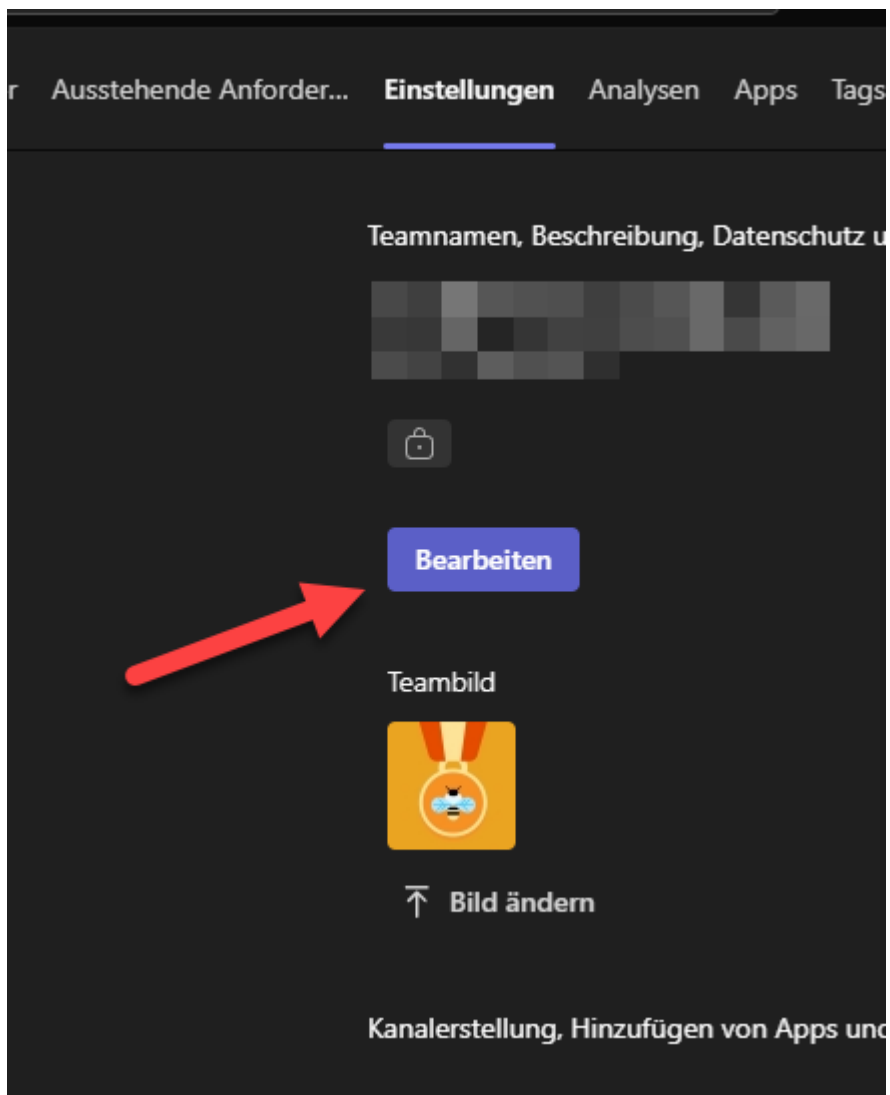 r Ausstehende Anforder... Einstellungen Analysen Apps Tags
Teamnamen, Beschreibung, Datenschutz u
Bearbeiten
Teambild
Bild ändern
Kanalerstellung, Hinzufügen von Apps und